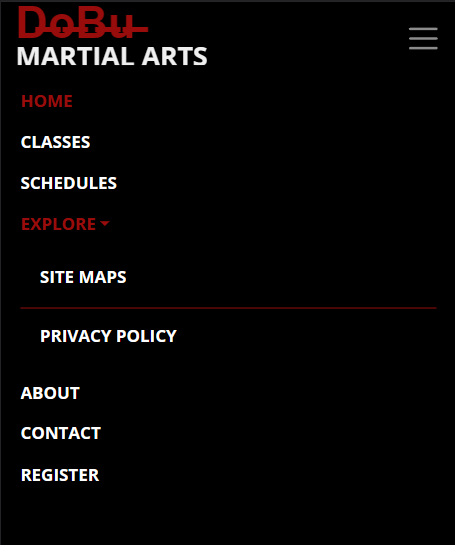 DoBu
MARTIAL ARTS
HOME
CLASSES
SCHEDULES
EXPLORE
SITE MAPS
PRIVACY POLICY
ABOUT
CONTACT
REGISTER